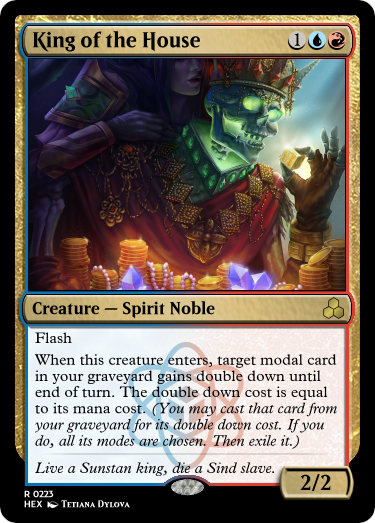 King of the House 1
Creature — Spirit Noble
Flash
When this creature enters, target modal card
in your graveyard gains double down until
end of turn. The double down cost is equal
to its mana cost. (You may cast that card from
your graveyard for its double down cost. If you
do, all its modes are chosen. Then exile it.)
Live a Sunstan king, die a Sind slave.
2/2
R 0223
HEX Tetiana Dylova